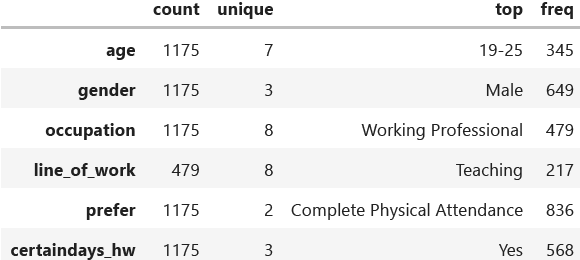 count unique top freq
age 1175 7 19-25 345
gender 1175 3 Male 649
occupation 1175 8 Working Professional 479
line_of_work 479 8 Teaching 217
prefer 1175 2 Complete Physical Attendance 836
certaindays_hw 1175 3 Yes 568